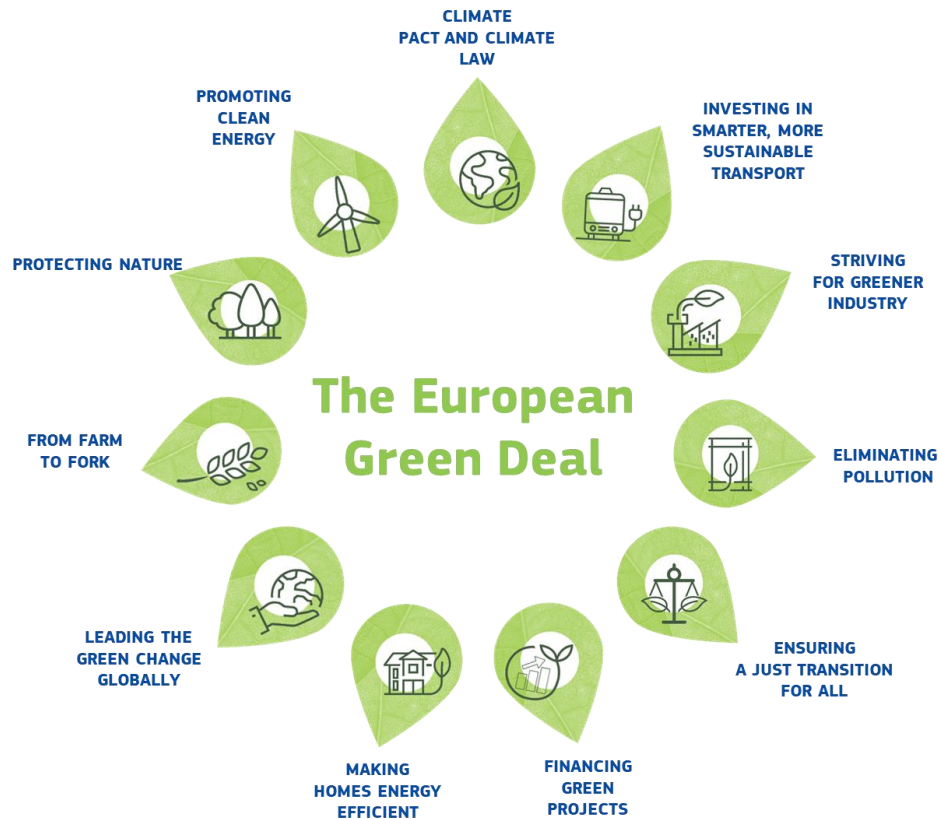 CLIMATE
PACT AND CLIMATE
LAW
PROMOTING
CLEAN
ENERGY
INVESTING IN
SMARTER, MORE
SUSTAINABLE
TRANSPORT
PROTECTING NATURE
STRIVING
FOR GREENER
INDUSTRY
The European
Green Deal
FROM FARM
TO FORK
ELIMINATING
POLLUTION
LEADING THE
GREEN CHANGE
GLOBALLY
ENSURING
A JUST TRANSITION
FOR ALL
MAKING
HOMES ENERGY
EFFICIENT
FINANCING
GREEN
PROJECTS